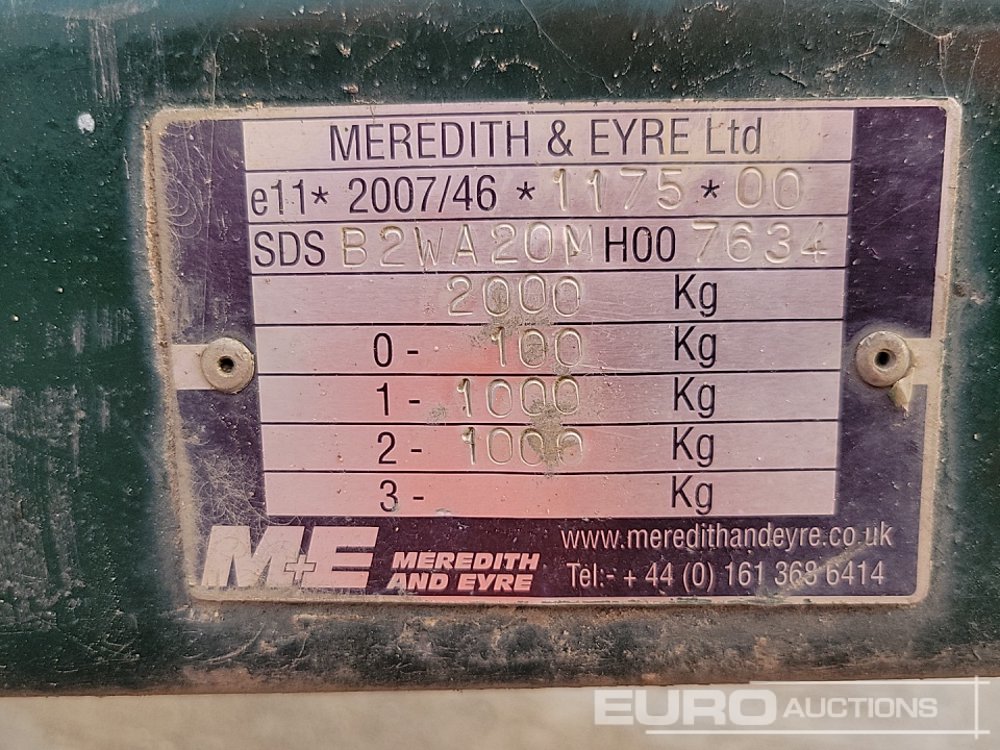 MEREDITH & EYRE Ltd
e11* 2007/46 * 1175 * 00
SDS B2WA20M H00 7634
2000 Kg
0 - 100 Kg
1 - 1000 Kg
2 - 1000 Kg
3 - Kg
M+E MEREDITH AND EYRE
www.meredithandeyre.co.uk
Tel:- + 44 (0) 161 368 6414
EURO AUCTIONS